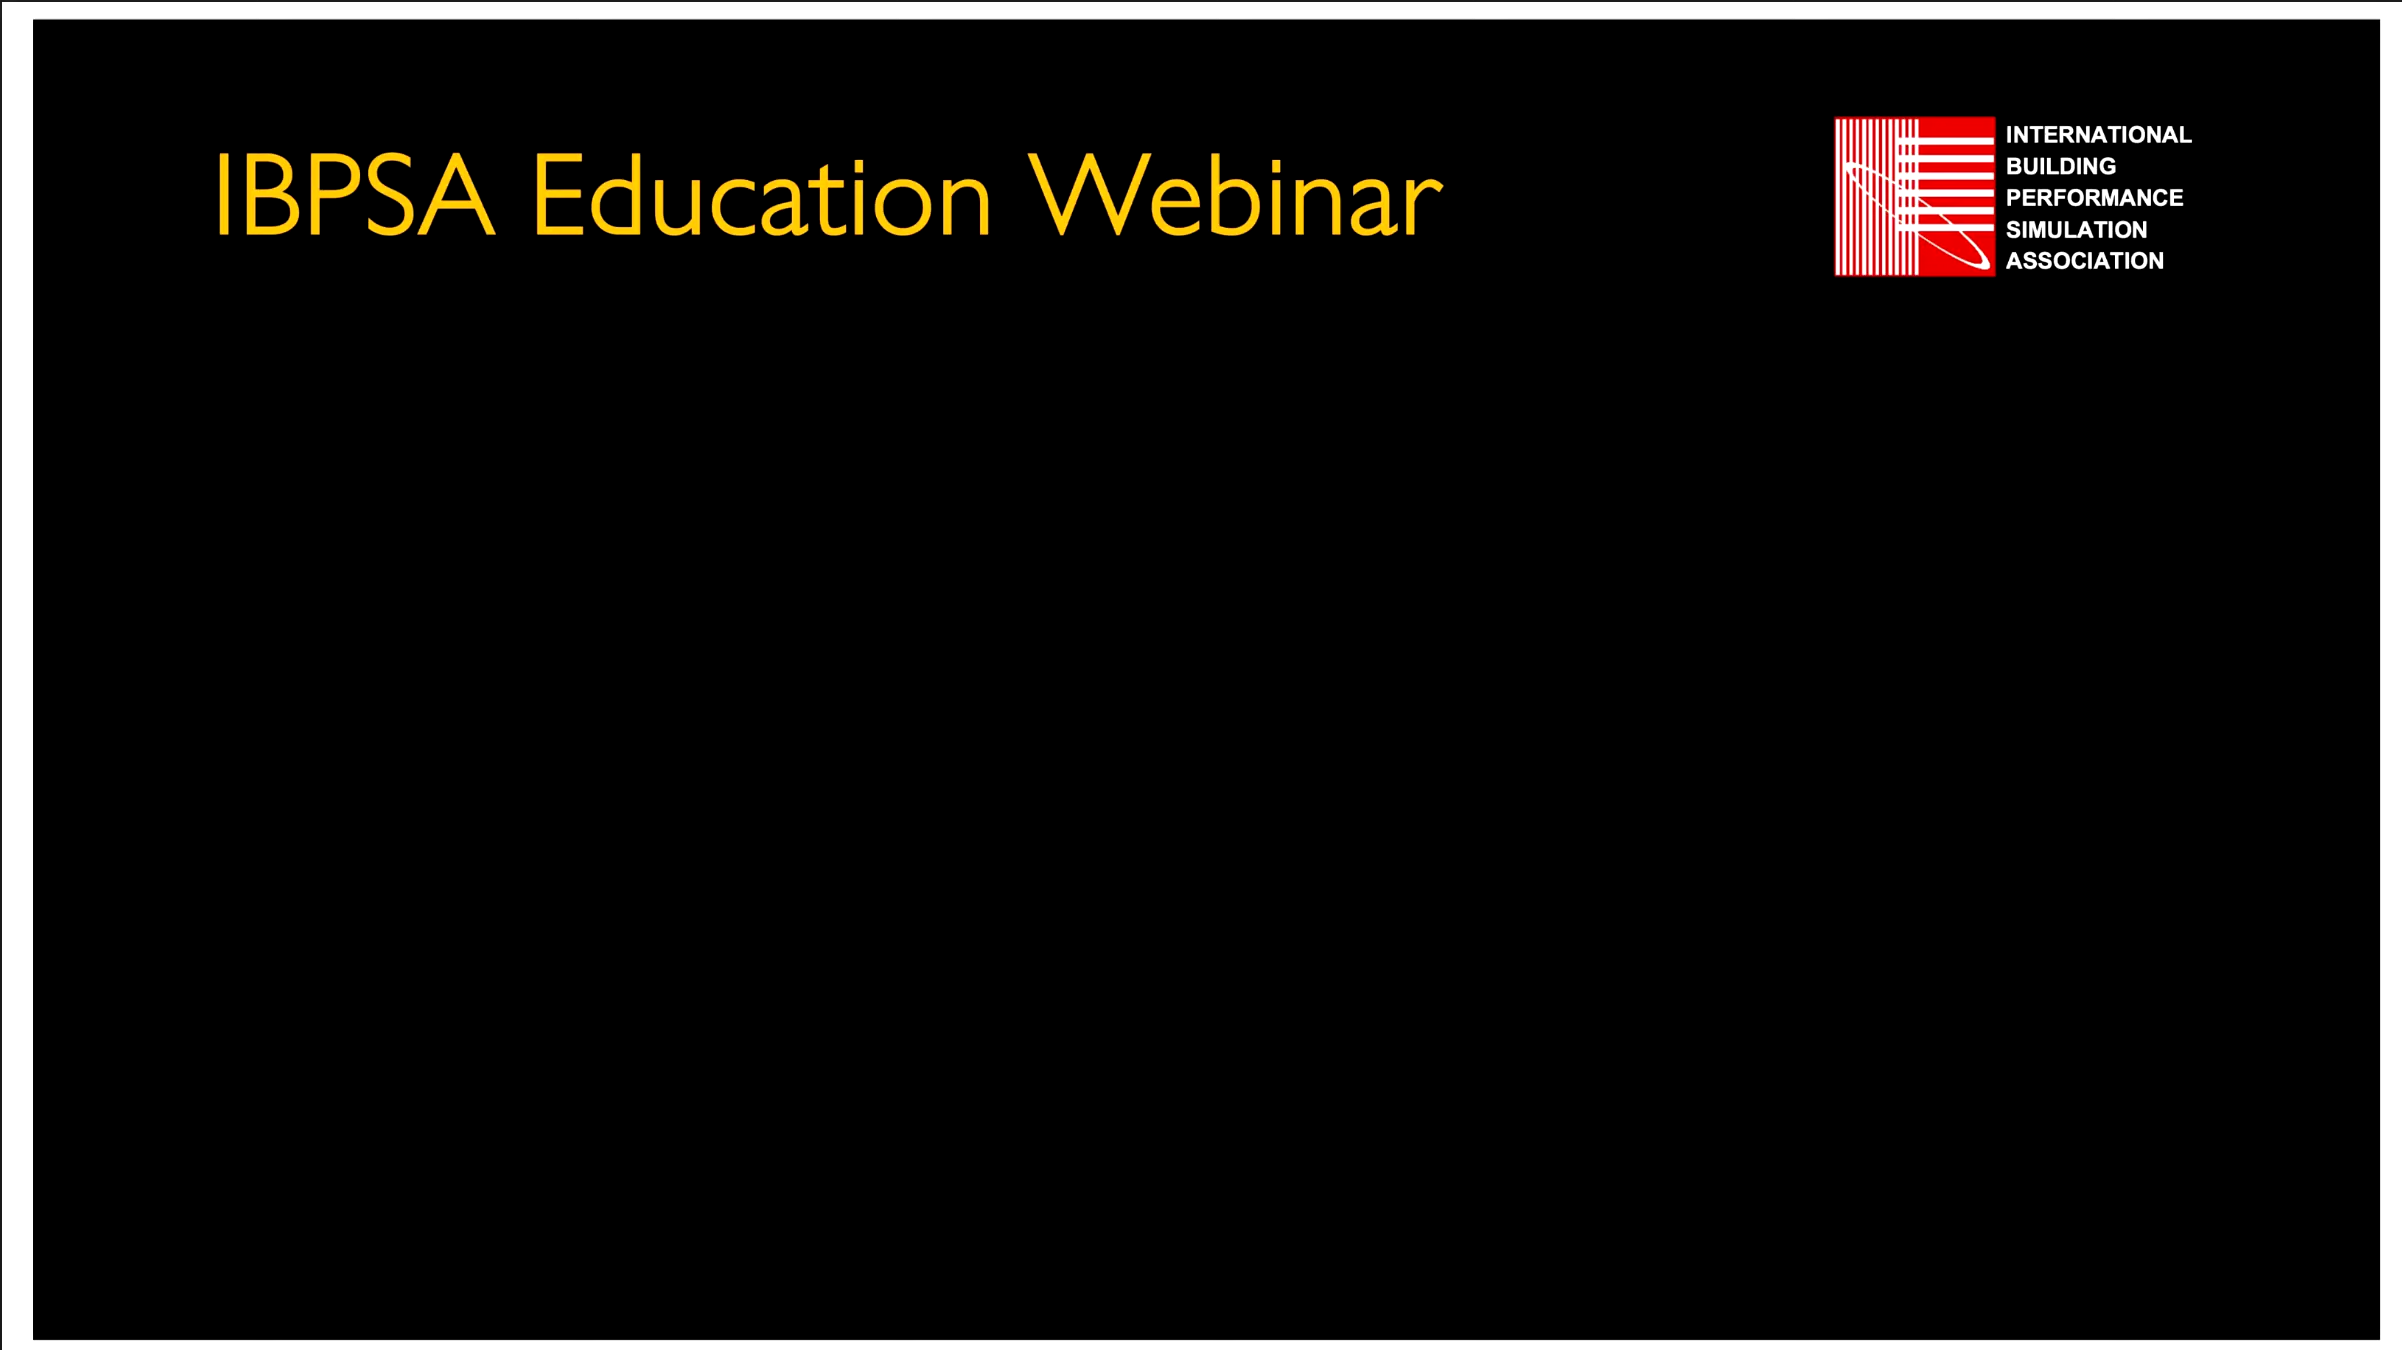 IBPSA Education Webinar
INTERNATIONAL
BUILDING
PERFORMANCE
SIMULATION
ASSOCIATION